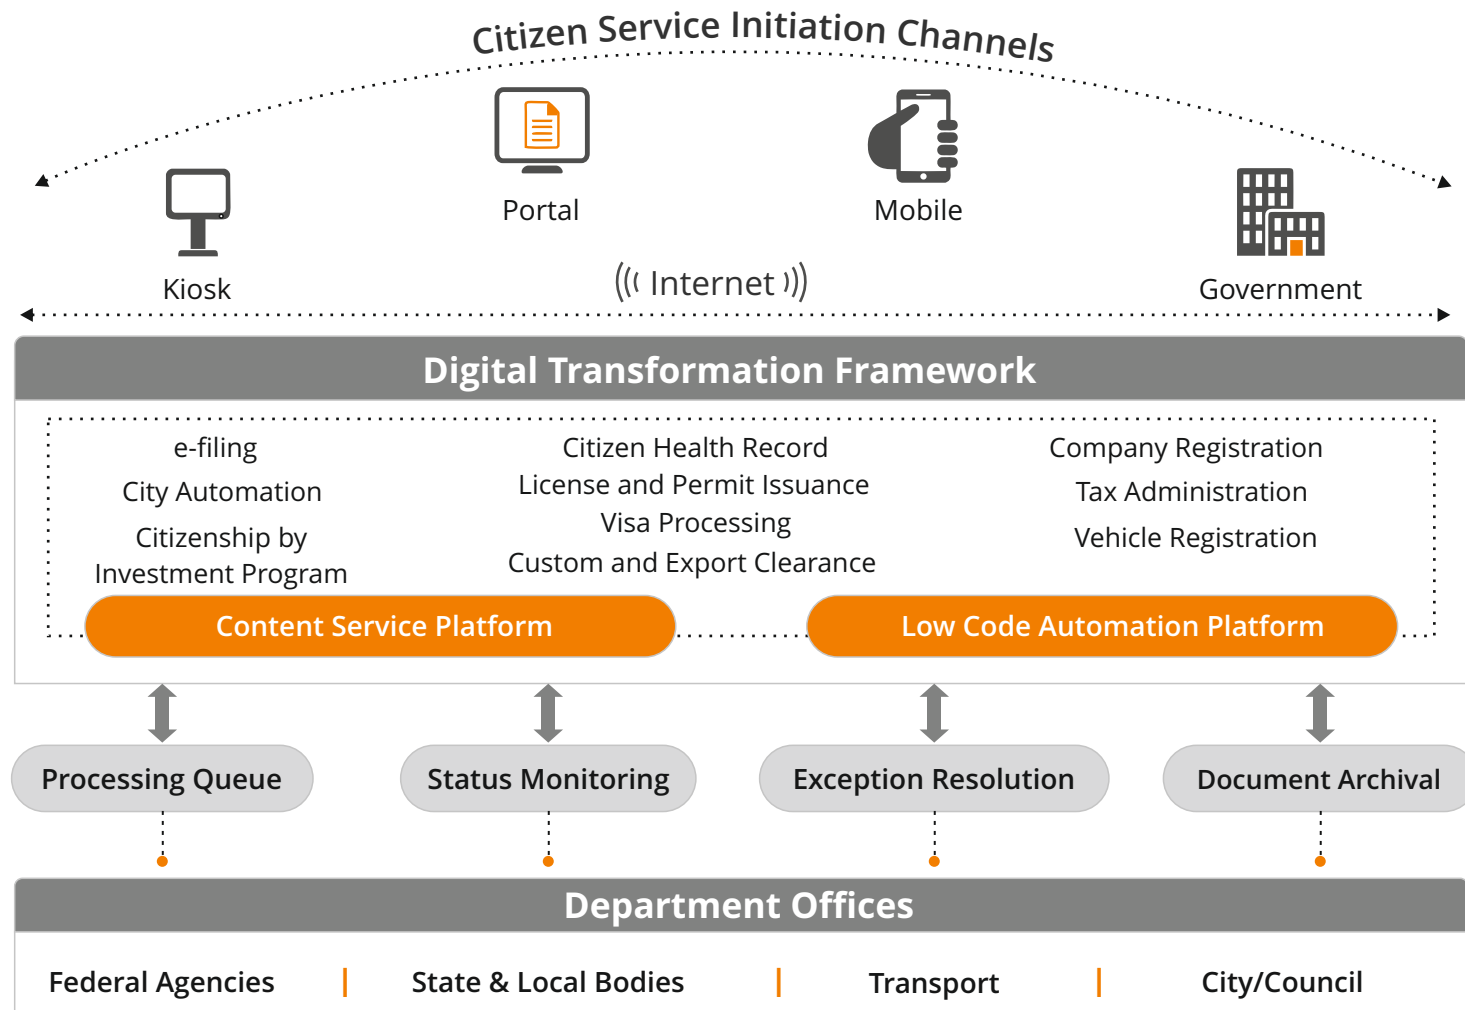 Citizen Service Initiation Channels
Portal
Mobile
Kiosk
Internet
Government
Digital Transformation Framework
e-filing
City Automation
Citizenship by
Investment Program
Citizen Health Record
License and Permit Issuance
Visa Processing
Custom and Export Clearance
Company Registration
Tax Administration
Vehicle Registration
Content Service Platform
Low Code Automation Platform
Processing Queue
Status Monitoring
Exception Resolution
Document Archival
Department Offices
Federal Agencies | State & Local Bodies | Transport | City/Council